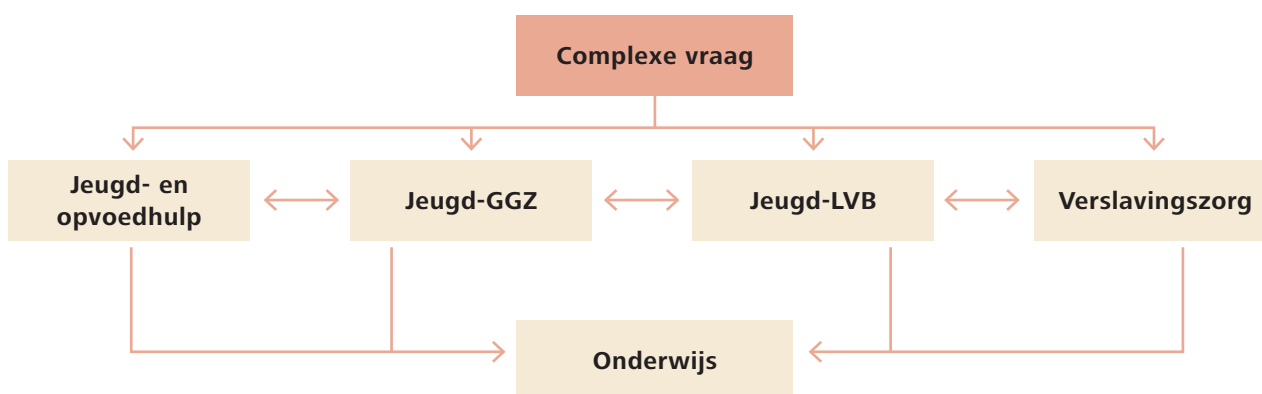 Complexe vraag
Jeugd- en
opvoedhulp
Jeugd-GGZ
Jeugd-LVB
Verslavingszorg
Onderwijs